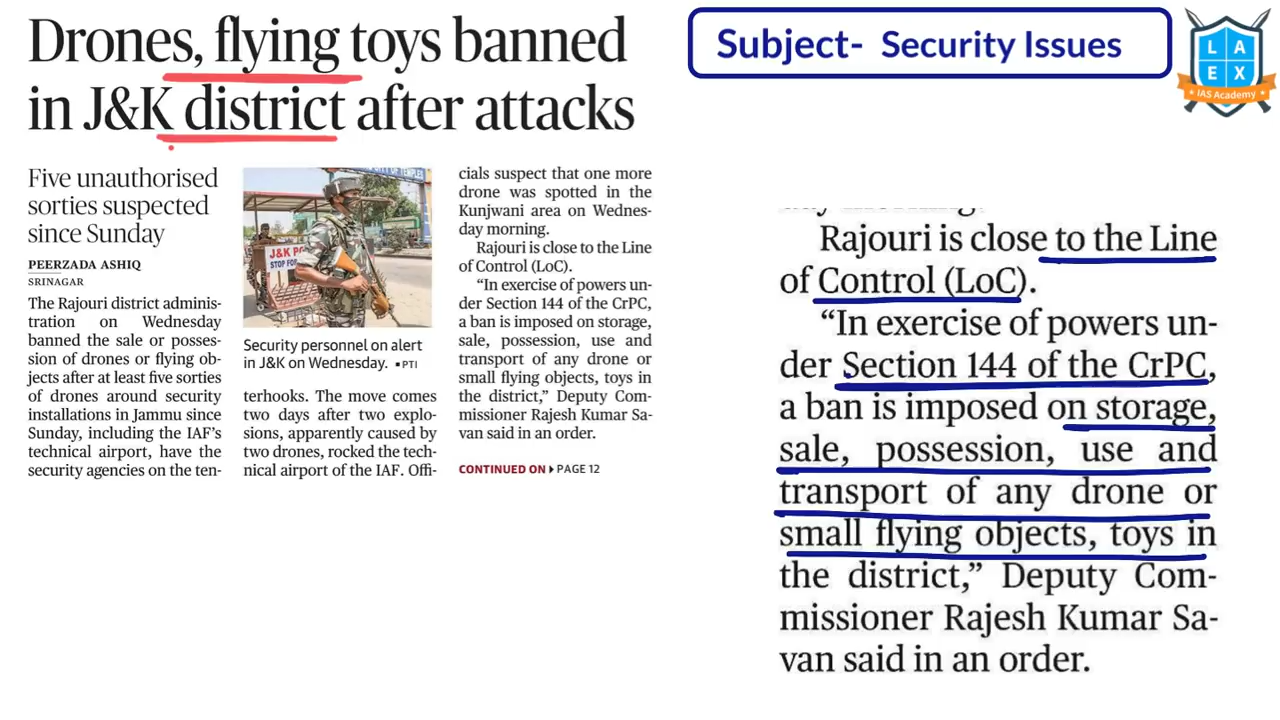 Drones, flying toys banned
in J&K district after attacks
Five unauthorised
sorties suspected
since Sunday
PEERZADA ASHIQ
SRINAGAR
The Rajouri district adminis-
tration on Wednesday
banned the sale or posses-
sion of drones or flying ob-
jects after at least five sorties
of drones around security
installations in Jammu since
Sunday, including the IAF's
technical airport, have the
security agencies on the ten-
J&K PO
STOP FOR
Security personnel on alert
in J&K on Wednesday. • PTI
terhooks. The move comes
two days after two explo-
sions, apparently caused by
two drones, rocked the tech-
nical airport of the IAF. Offi-
cials suspect that one more
drone was spotted in the
Kunjwani area on Wednes-
day morning.
Rajouri is close to the Line
of Control (LoC).
“In exercise of powers un-
der Section 144 of the CrPC,
a ban is imposed on storage,
sale, possession, use and
transport of any drone or
small flying objects, toys in
the district,” Deputy Com-
missioner Rajesh Kumar Sa-
van said in an order.
CONTINUED ON ▸ PAGE 12
Subject- Security Issues
L A
E X
IAS Academy
Rajouri is close to the Line
of Control (LoC).
“In exercise of powers un-
der Section 144 of the CrPC,
a ban is imposed on storage,
sale, possession, use and
transport of any drone or
small flying objects, toys in
the district,” Deputy Com-
missioner Rajesh Kumar Sa-
van said in an order.